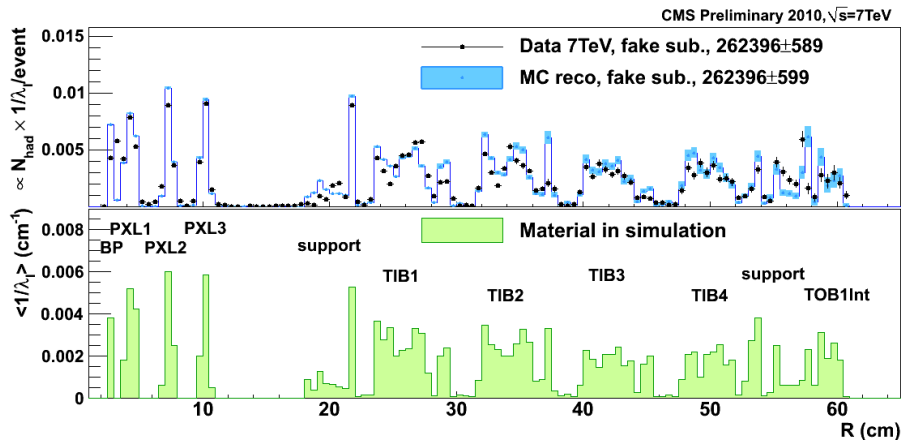 CMS Preliminary 2010, √s=7TeV
∝ N_had × 1/λ_I/event
0.015
0.01
0.005
Data 7TeV, fake sub., 262396±589
MC reco, fake sub., 262396±599
<1/λ_I> (cm⁻¹)
0.008
0.006
0.004
0.002
0
Material in simulation
BP
PXL1
PXL2
PXL3
support
TIB1
TIB2
TIB3
TIB4
support
TOB1Int
10 20 30 40 50 60
R (cm)